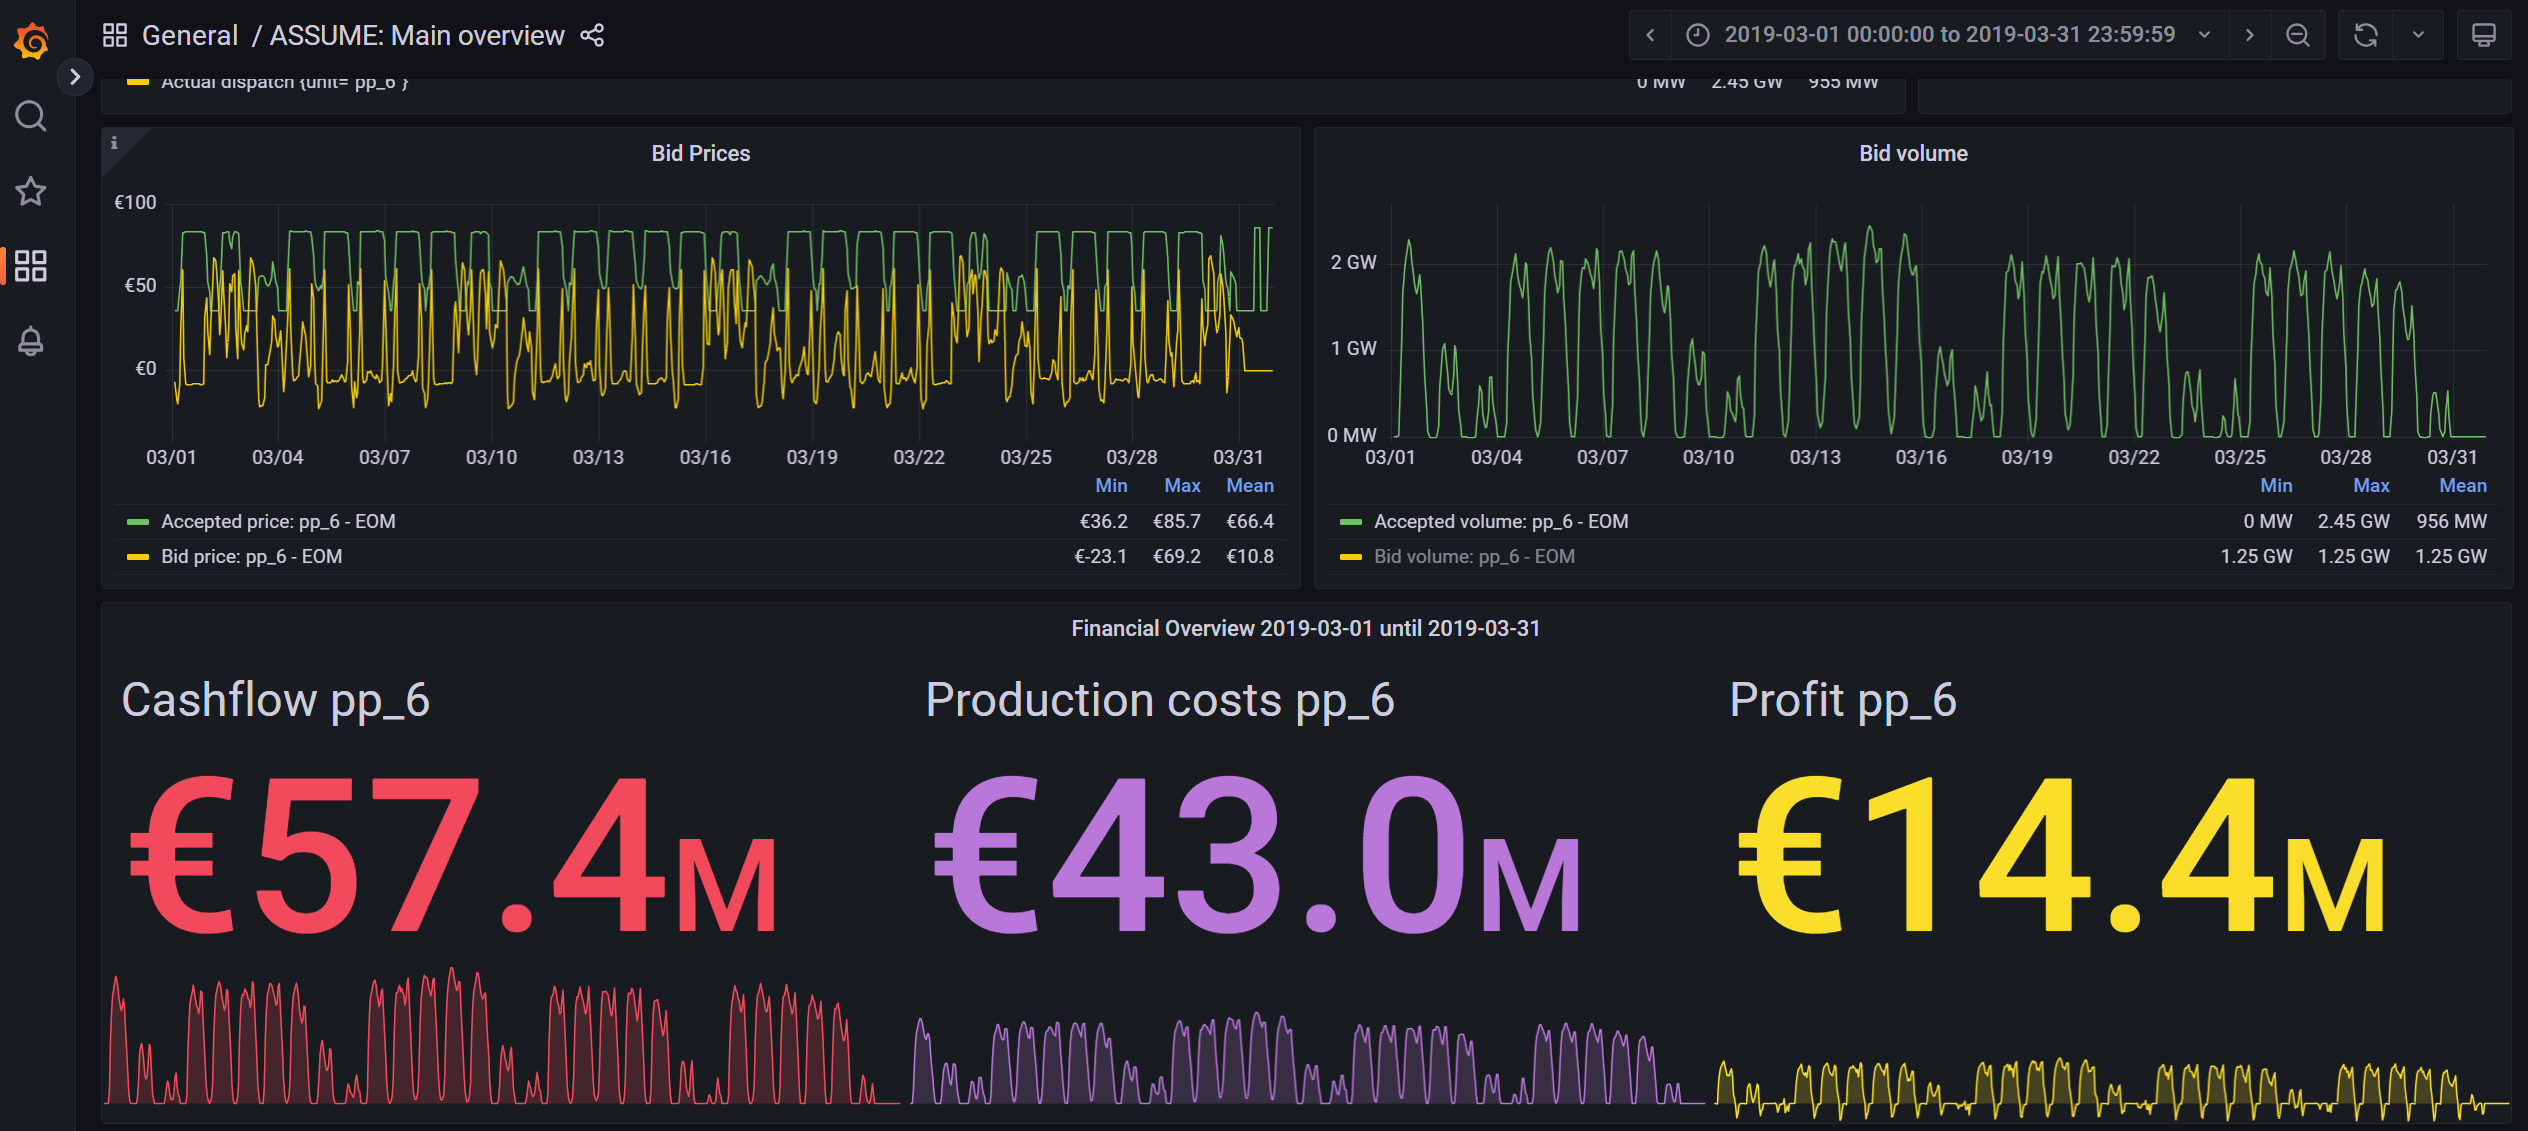 General / ASSUME: Main overview
2019-03-01 00:00:00 to 2019-03-31 23:59:59
Actual dispatch {unit= pp_6 } 0 MW 2.45 GW 955 MW
i
Bid Prices
€100
€50
€0
03/01 03/04 03/07 03/10 03/13 03/16 03/19 03/22 03/25 03/28 03/31
Min Max Mean
Accepted price: pp_6 - EOM €36.2 €85.7 €66.4
Bid price: pp_6 - EOM €-23.1 €69.2 €10.8
Bid volume
2 GW
1 GW
0 MW
03/01 03/04 03/07 03/10 03/13 03/16 03/19 03/22 03/25 03/28 03/31
Min Max Mean
Accepted volume: pp_6 - EOM 0 MW 2.45 GW 956 MW
Bid volume: pp_6 - EOM 1.25 GW 1.25 GW 1.25 GW
Financial Overview 2019-03-01 until 2019-03-31
Cashflow pp_6
€57.4M
Production costs pp_6
€43.0M
Profit pp_6
€14.4M